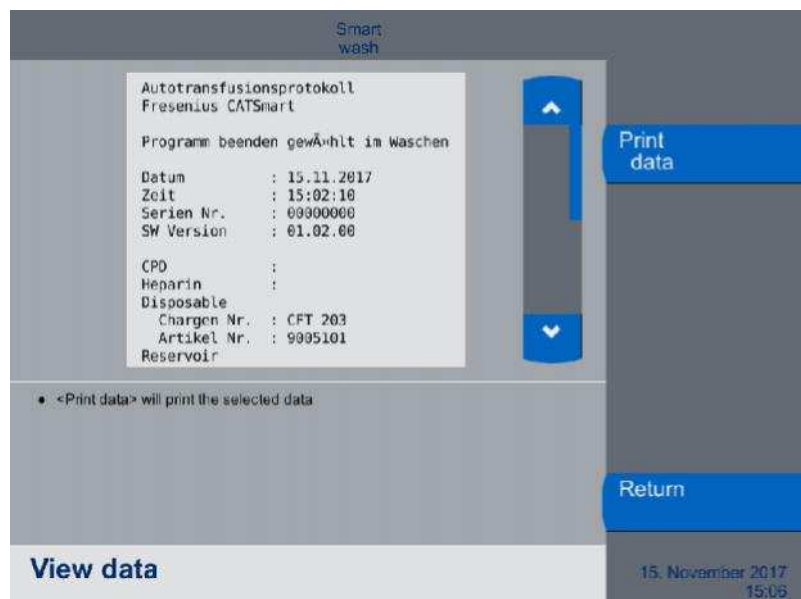 Smart
wash
Autotransfusionsprotokoll
Fresenius CATSmart
Programm beenden gewÄ¤hlt im Waschen
Datum : 15.11.2017
Zeit : 15:02:10
Serien Nr. : 00000000
SW Version : 01.02.00
CPD :
Heparin :
Disposable
Chargen Nr. : CFT 203
Artikel Nr. : 9005101
Reservoir
Print
data
• <Print data> will print the selected data
Return
View data
15. November 2017
15:06